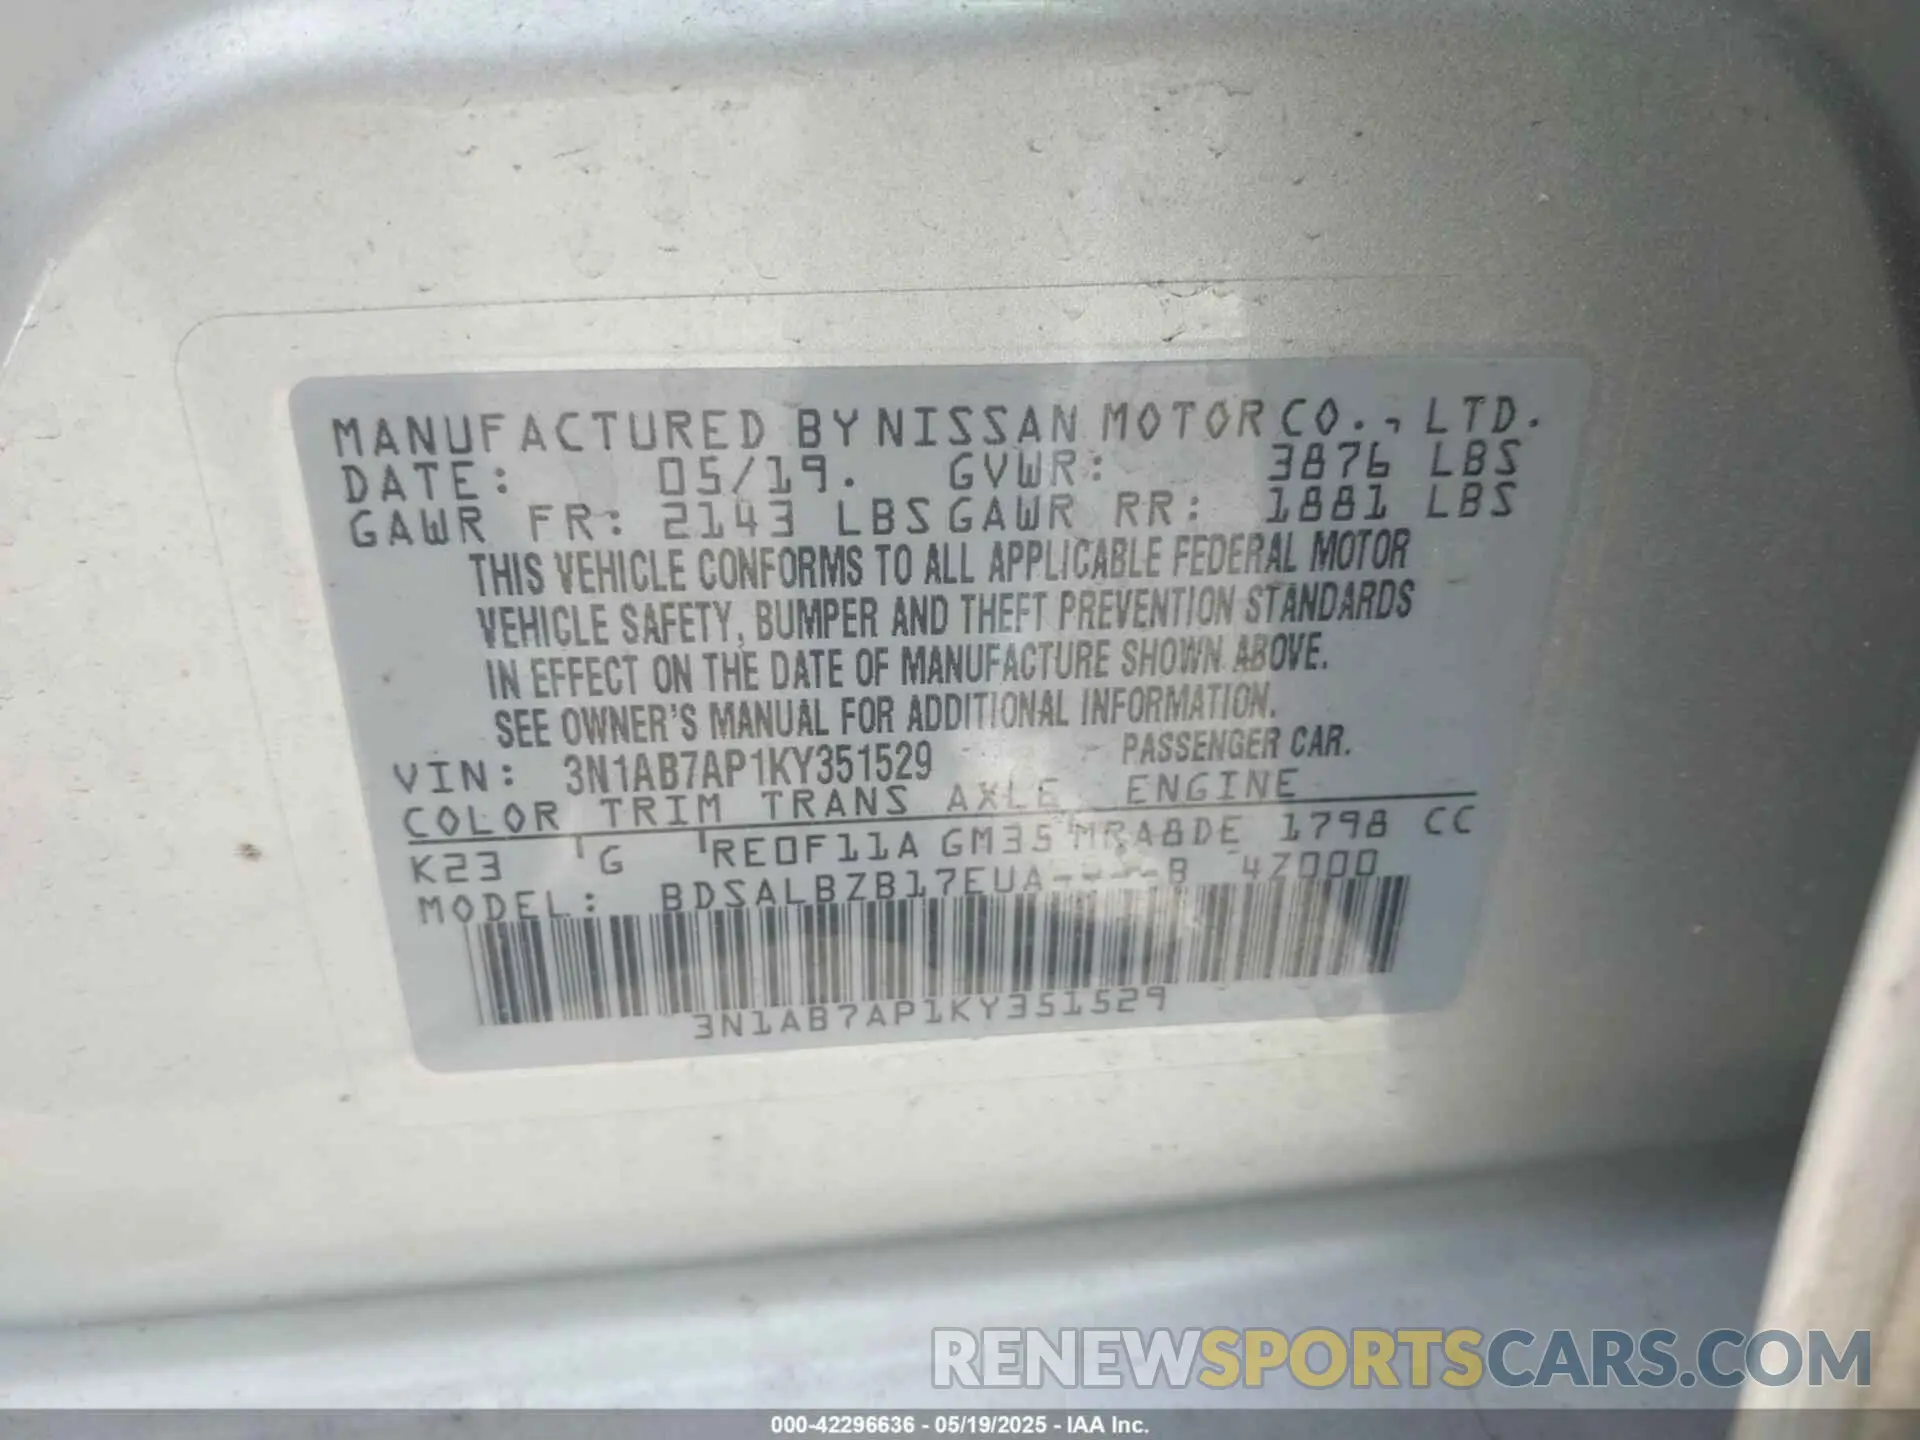 MANUFACTURED BY NISSAN MOTOR CO., LTD.
DATE: 05/19. GVWR: 3876 LBS
GAWR FR: 2143 LBS GAWR RR: 1881 LBS
THIS VEHICLE CONFORMS TO ALL APPLICABLE FEDERAL MOTOR
VEHICLE SAFETY, BUMPER AND THEFT PREVENTION STANDARDS
IN EFFECT ON THE DATE OF MANUFACTURE SHOWN ABOVE.
SEE OWNER'S MANUAL FOR ADDITIONAL INFORMATION.
VIN: 3N1AB7AP1KY351529 PASSENGER CAR.
COLOR TRIM TRANS AXLE ENGINE
K23 G RE0F11A GM35 MRA8DE 1798 CC
MODEL:
3N1AB7AP1KY351529
RENEWSPORTSCARS.COM
000-42296636 - 05/19/2025 - IAA Inc.